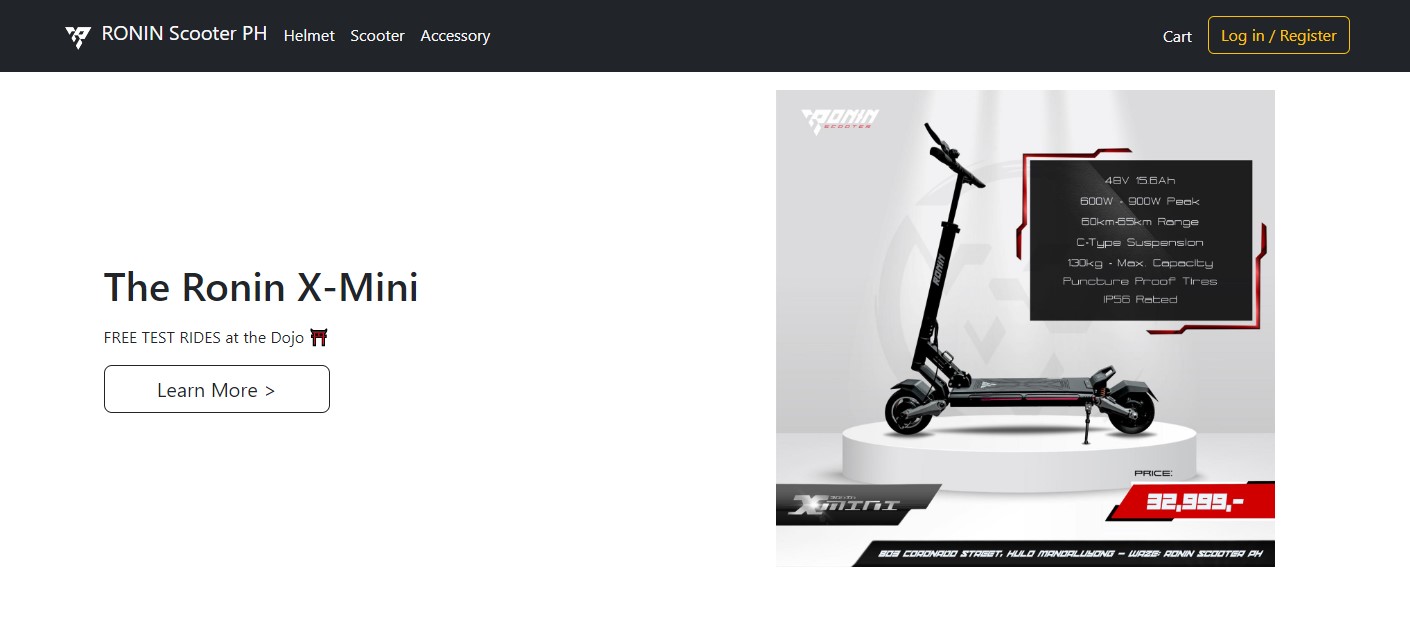 RONIN Scooter PH Helmet Scooter Accessory Cart Log in / Register
The Ronin X-Mini
FREE TEST RIDES at the Dojo
Learn More >
RONIN
SCOOTER
48V 15.6Ah
600W - 900W Peak
60km-65km Range
C-Type Suspension
130kg - Max. Capacity
Puncture Proof Tires
IP56 Rated
RONIN
PRICE:
32,999,-
X MINI
803 CORONADO STREET, HULO MANDALUYONG - WAZE: RONIN SCOOTER PH